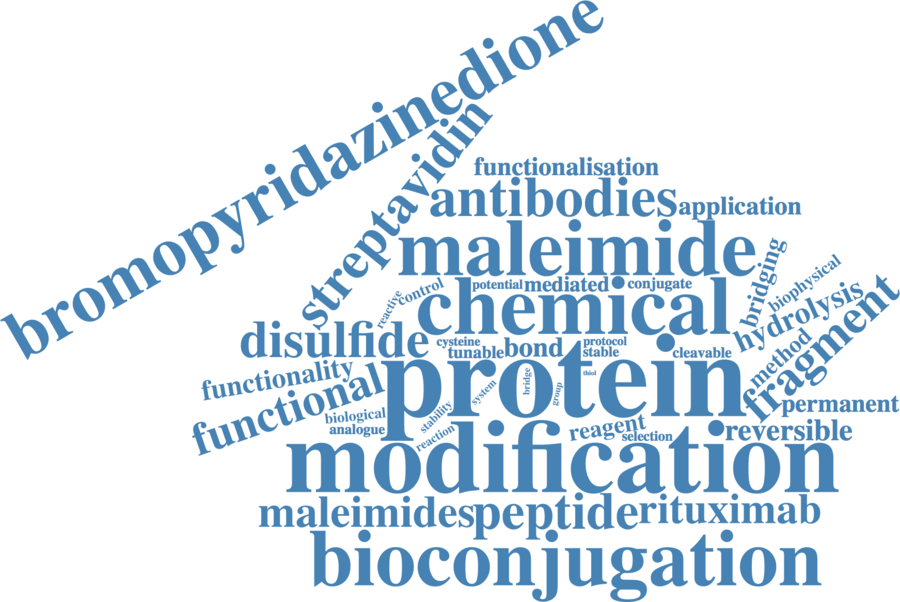 bromopyridazinedione
streptavidin
functionalisation
antibodies
application
maleimide
bridging
biophysical
reactive
control
potential
mediated
conjugate
chemical
hydrolysis
fragment
disulfide
cysteine
tunable
bond
protocol
stable
cleavable
method
functionality
functional
protein
bridge
thiol
system
group
permanent
biological
analogue
stability
reaction
reagent
selection
reversible
modification
maleimides
peptide
rituximab
bioconjugation